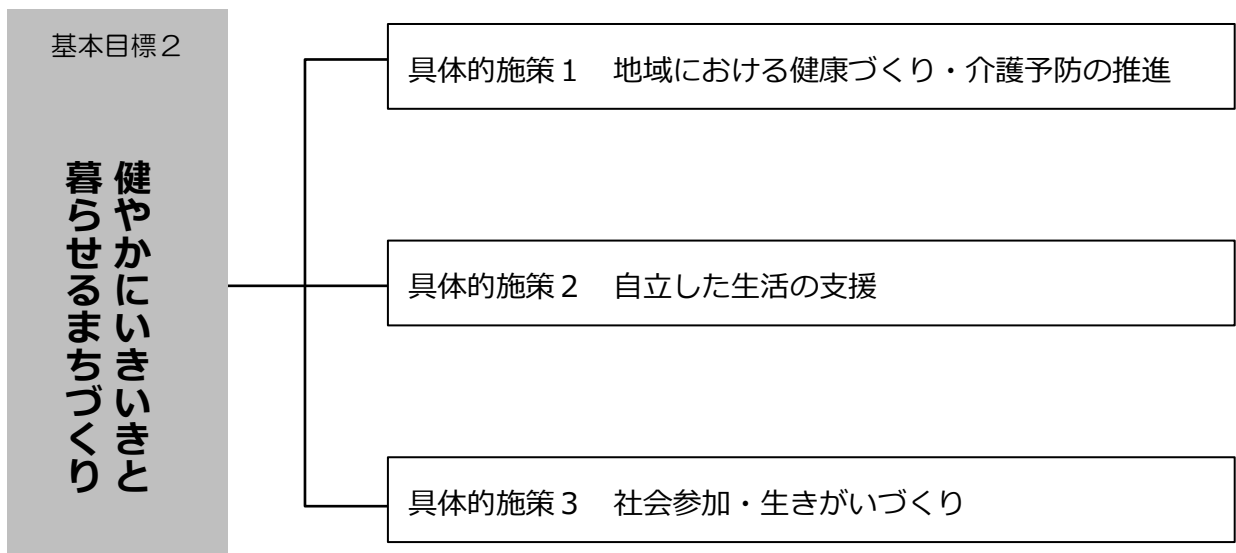 基本目標２
健やかにいきいきと
暮らせるまちづくり
具体的施策１　地域における健康づくり・介護予防の推進
具体的施策２　自立した生活の支援
具体的施策３　社会参加・生きがいづくり